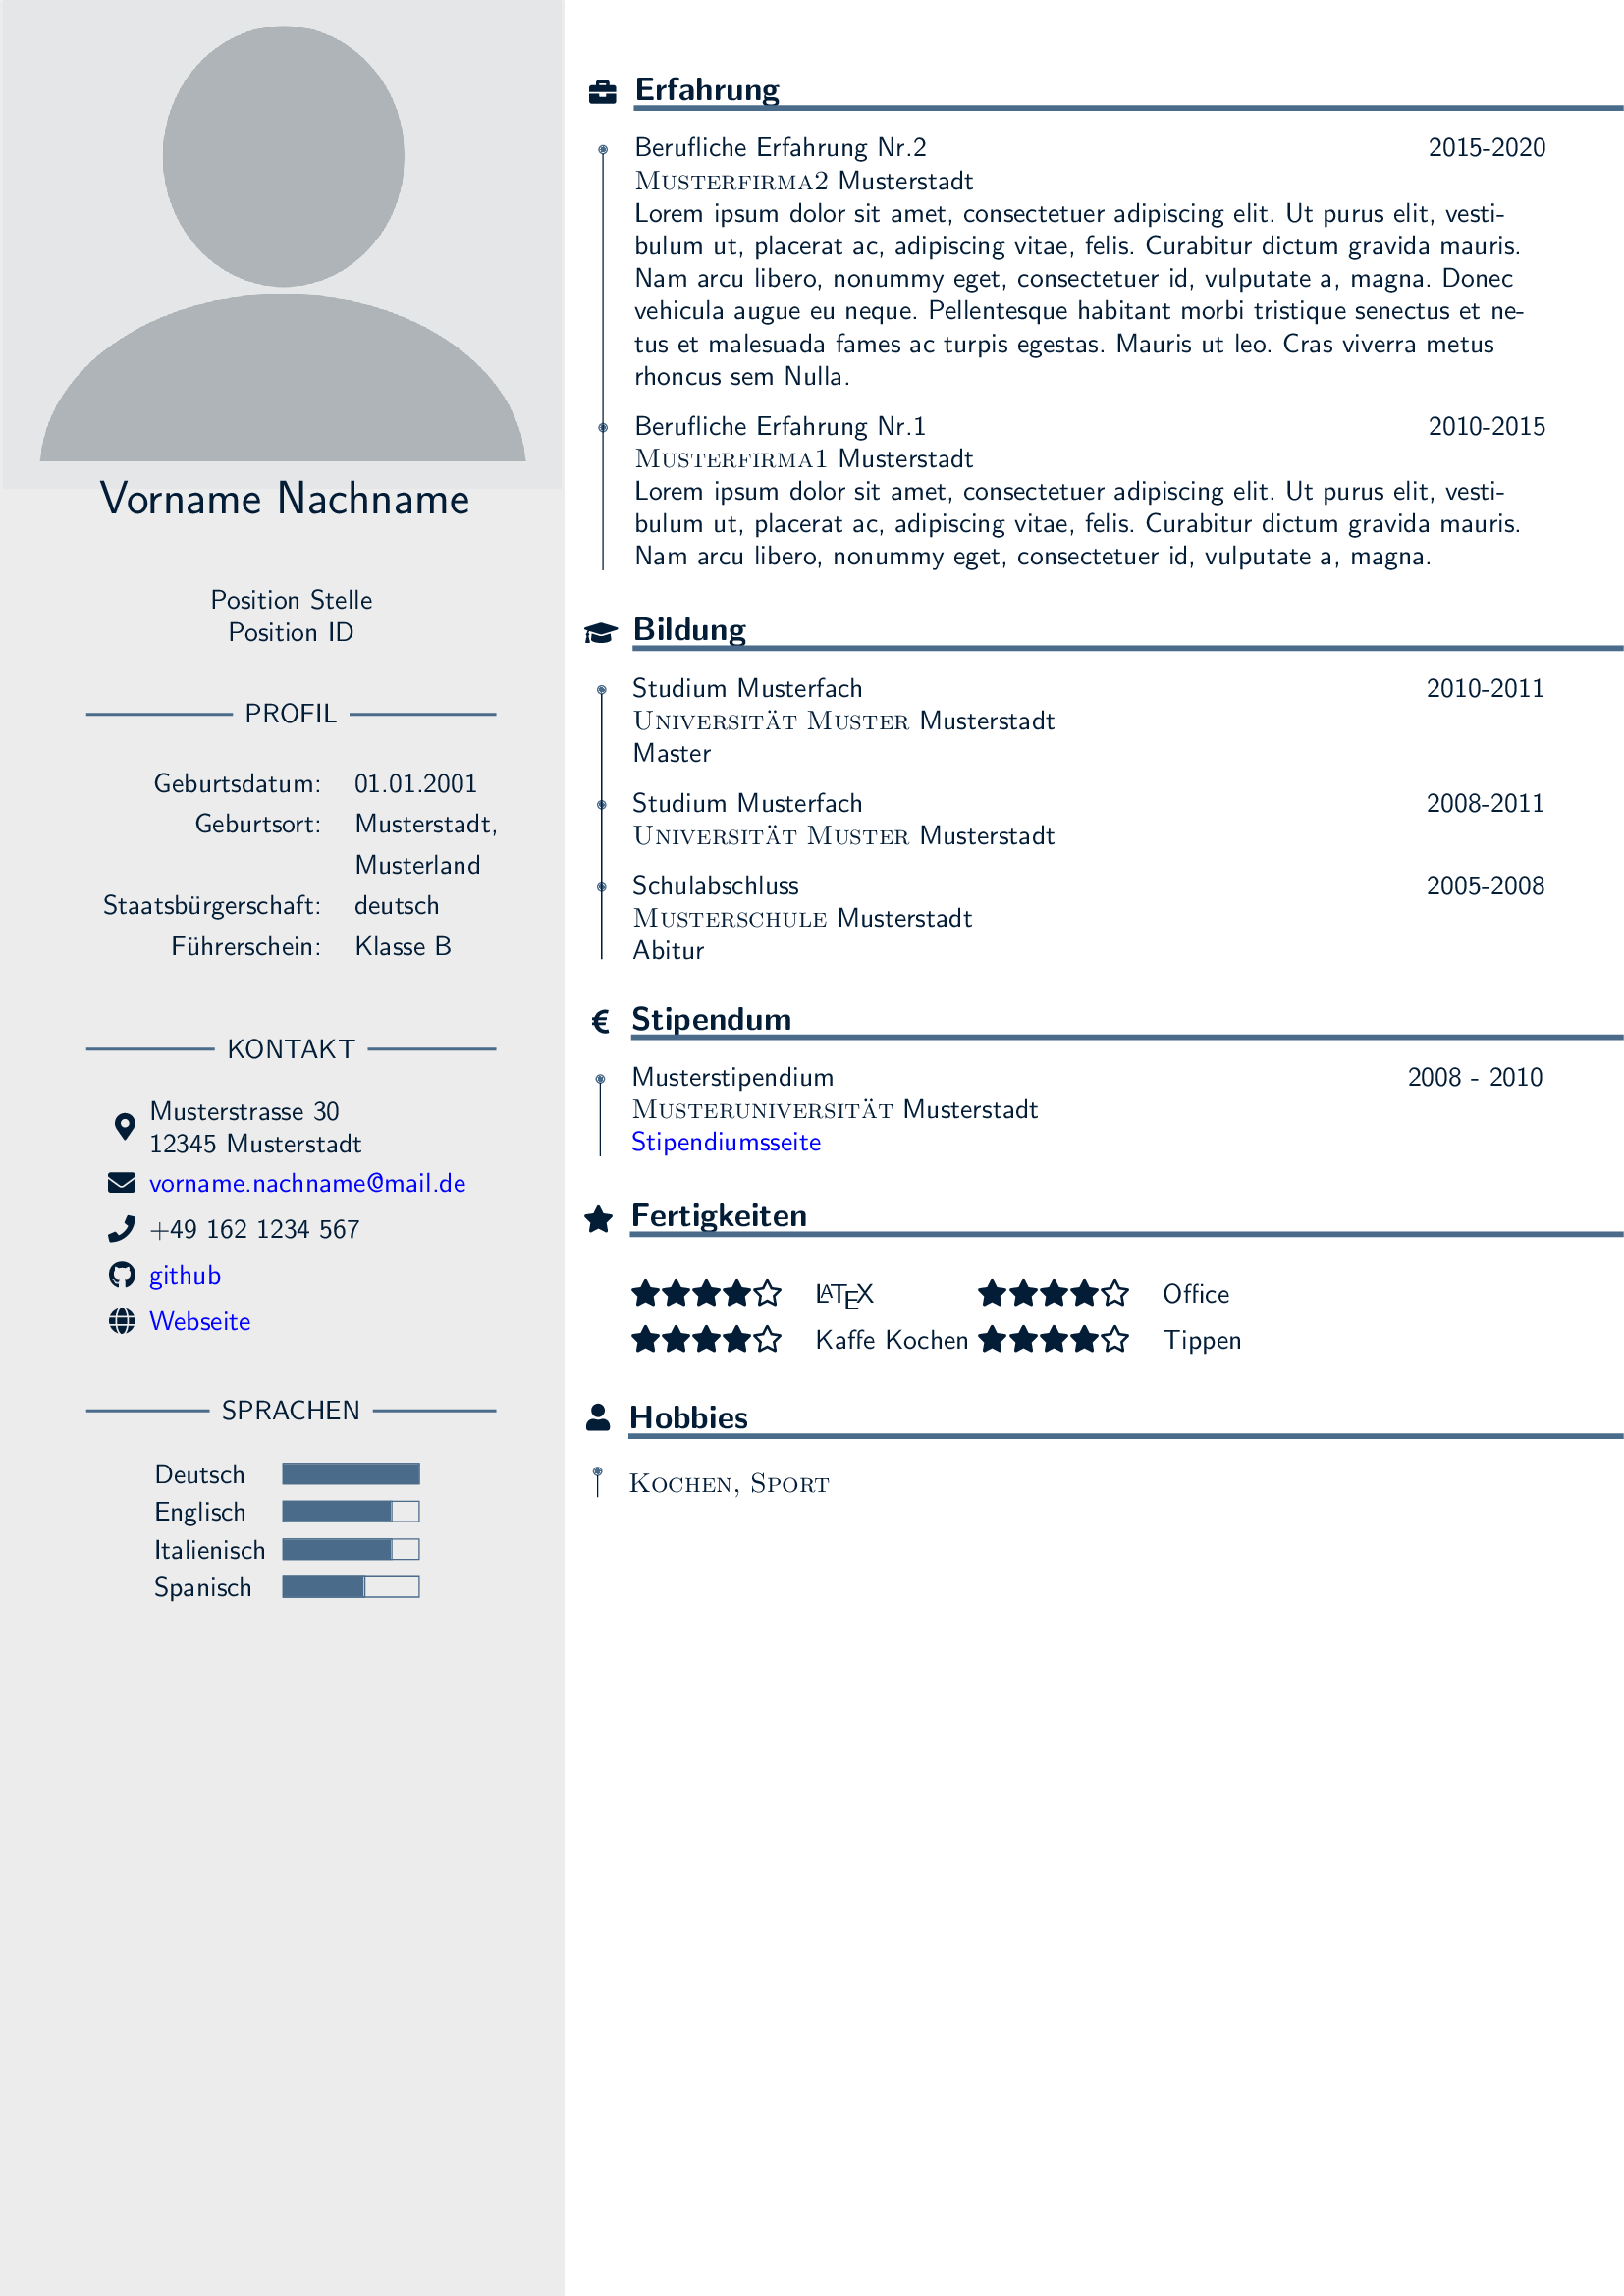 Vorname Nachname
Position Stelle
Position ID
PROFIL
Geburtsdatum: 01.01.2001
Geburtsort: Musterstadt,
Musterland
Staatsbürgerschaft: deutsch
Führerschein: Klasse B
KONTAKT
Musterstrasse 30
12345 Musterstadt
vorname.nachname@mail.de
+49 162 1234 567
github
Webseite
SPRACHEN
Deutsch
Englisch
Italienisch
Spanisch
Erfahrung
Berufliche Erfahrung Nr.2 2015-2020
Musterfirma2 Musterstadt
Lorem ipsum dolor sit amet, consectetuer adipiscing elit. Ut purus elit, vesti-
bulum ut, placerat ac, adipiscing vitae, felis. Curabitur dictum gravida mauris.
Nam arcu libero, nonummy eget, consectetuer id, vulputate a, magna. Donec
vehicula augue eu neque. Pellentesque habitant morbi tristique senectus et ne-
tus et malesuada fames ac turpis egestas. Mauris ut leo. Cras viverra metus
rhoncus sem Nulla.
Berufliche Erfahrung Nr.1 2010-2015
Musterfirma1 Musterstadt
Lorem ipsum dolor sit amet, consectetuer adipiscing elit. Ut purus elit, vesti-
bulum ut, placerat ac, adipiscing vitae, felis. Curabitur dictum gravida mauris.
Nam arcu libero, nonummy eget, consectetuer id, vulputate a, magna.
Bildung
Studium Musterfach 2010-2011
Universität Muster Musterstadt
Master
Studium Musterfach 2008-2011
Universität Muster Musterstadt
Schulabschluss 2005-2008
Musterschule Musterstadt
Abitur
€ Stipendum
Musterstipendium 2008 - 2010
Musteruniversität Musterstadt
Stipendiumsseite
Fertigkeiten
★★★★☆ LATEX ★★★★☆ Office
★★★★☆ Kaffe Kochen ★★★★☆ Tippen
Hobbies
Kochen, Sport